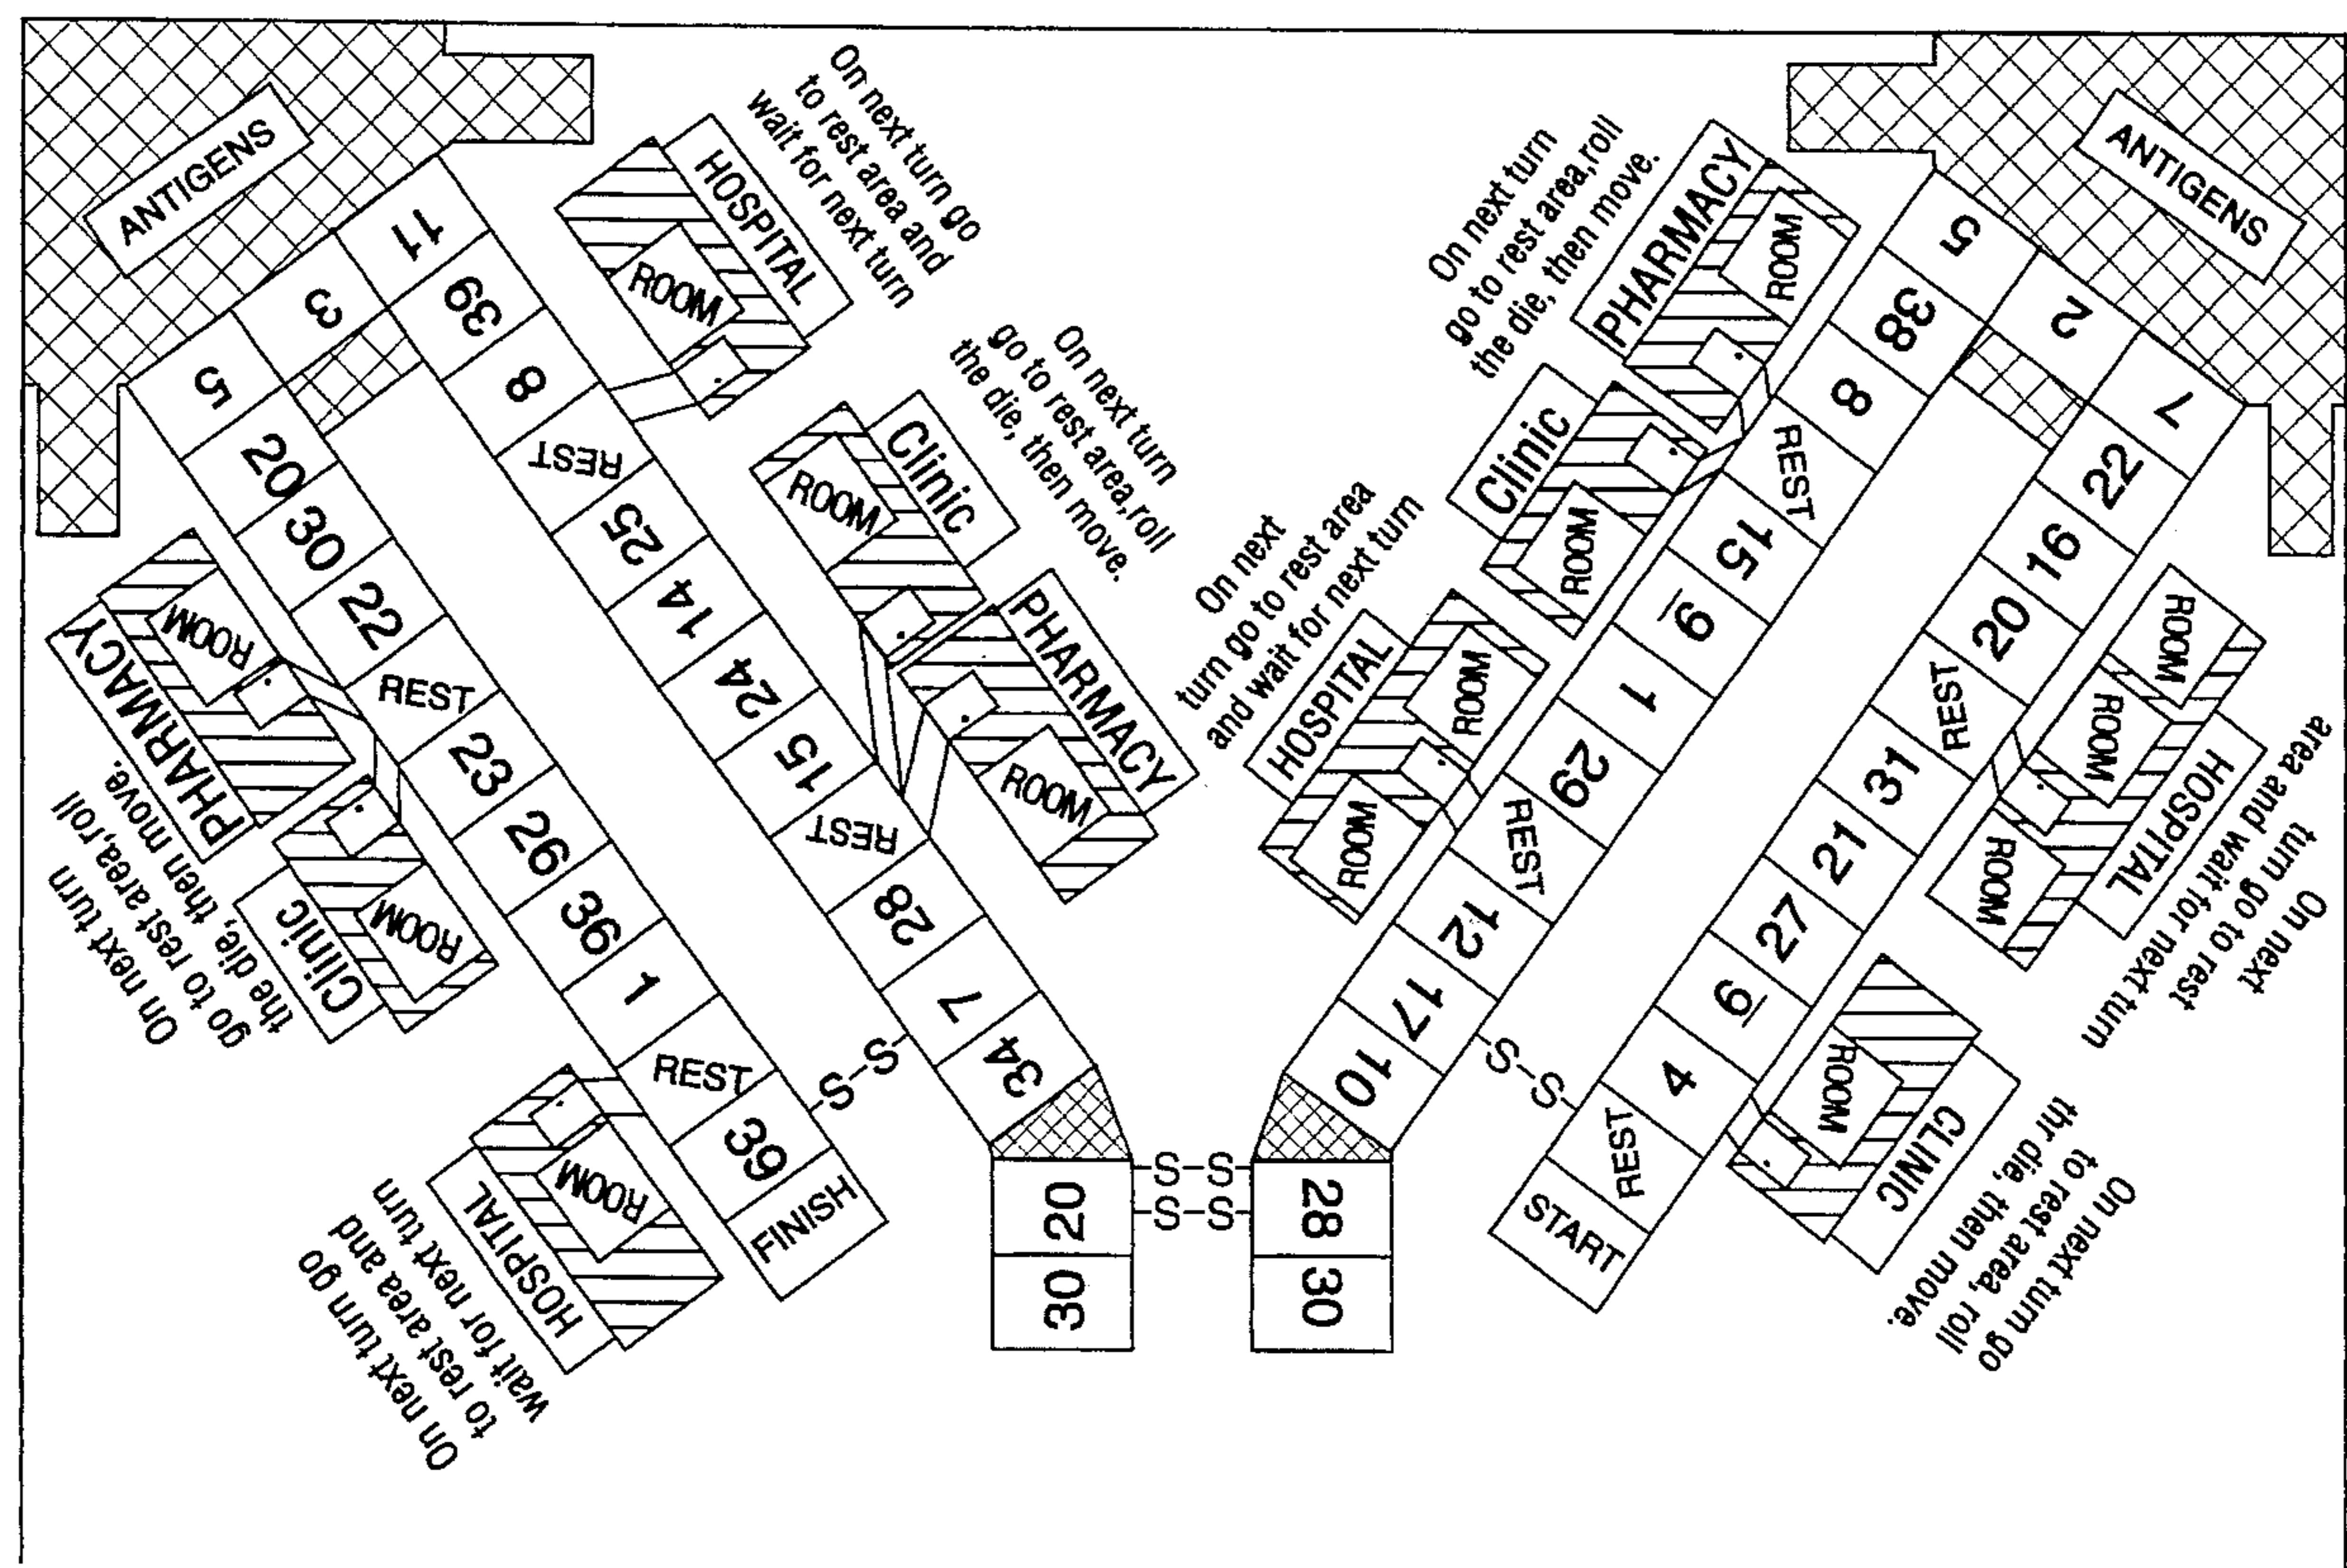 ANTIGENS
11
39
8
REST
25
14
24
15
REST
28
7
34
20
30
3
5
20
30
22
REST
23
26
36
1
REST
39
FINISH
HOSPITAL
ROOM
On next turn go
to rest area and
wait for next turn
Clinic
ROOM
On next turn
go to rest area,roll
the die, then move.
PHARMACY
ROOM
PHARMACY
ROOM
Clinic
ROOM
On next turn
go to rest area,roll
the die, then move.
HOSPITAL
ROOM
On next turn go
to rest area and
wait for next turn
S-S
S-S
S-S
S-S
ANTIGENS
5
38
8
REST
15
9
1
29
REST
12
17
10
28
30
2
7
22
16
20
REST
31
21
27
9
4
REST
START
On next turn
go to rest area,roll
the die, then move.
PHARMACY
ROOM
Clinic
ROOM
On next
turn go to rest area
and wait for next turn
HOSPITAL
ROOM
ROOM
ROOM
ROOM
ROOM
HOSPITAL
On next
turn go to rest
area and wait for next turn
ROOM
CLINIC
On next turn go
to rest area, roll
thr die, then move.